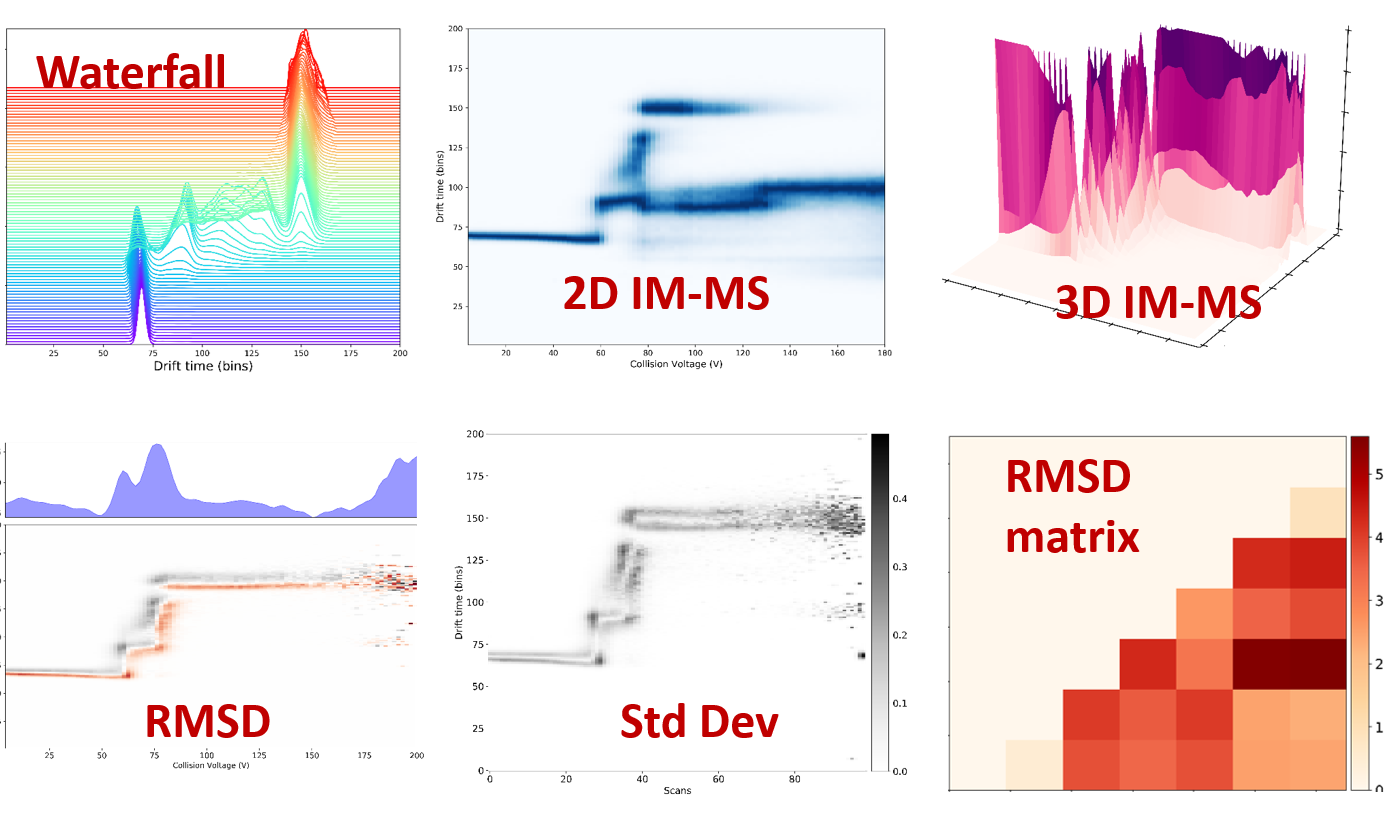 Waterfall
25 50 75 100 125 150 175 200
Drift time (bins)
200
175
150
125
100
75
50
25
Drift time (bins)
2D IM-MS
20 40 60 80 100 120 140 160 180
Collision Voltage (V)
3D IM-MS
RMSD
25 50 75 100 125 150 175 200
Collision Voltage (V)
200
175
150
125
100
75
50
25
0
Drift time (bins)
Std Dev
0 20 40 60 80
Scans
0.4
0.3
0.2
0.1
0.0
RMSD
matrix
5
4
3
2
1
0